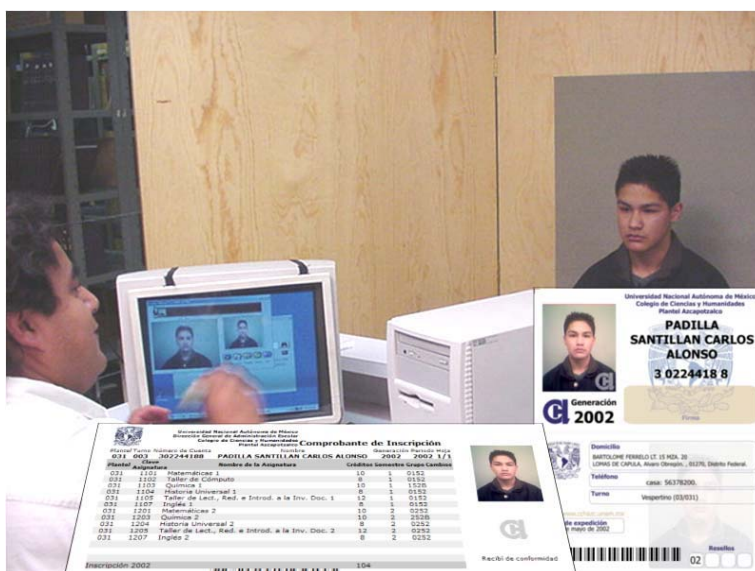 Universidad Nacional Autónoma de México
Colegio de Ciencias y Humanidades
Plantel Azcapotzalco
PADILLA
SANTILLAN CARLOS
ALONSO
3 0224418 8
Generación
2002
Firma
Domicilio
BARTOLOME FERRELO LT. 15 MZA. 20
LOMAS DE CAPULA, Alvaro Obregón, , 01270, Distrito Federal.
Teléfono
casa: 56378200.
Turno
Vespertino (03/031)
de expedición
de mayo de 2002
Resellos
02
Universidad Nacional Autónoma de México
Dirección General de Administración Escolar
Colegio de Ciencias y Humanidades
Plantel Azcapotzalco
Comprobante de Inscripción
Plantel Turno Número de Cuenta Nombre Generación Periodo Hoja
031 003 302244188 PADILLA SANTILLAN CARLOS ALONSO 2002 2002 1/1
Plantel Clave Asignatura Nombre de la Asignatura Créditos Semestre Grupo Cambios
031 1101 Matemáticas 1 10 1 0152
031 1102 Taller de Cómputo 8 1 0152
031 1103 Química 1 10 1 152B
031 1104 Historia Universal 1 8 1 0152
031 1105 Taller de Lect., Red. e Introd. a la Inv. Doc. 1 12 1 0152
031 1107 Inglés 1 8 1 0152
031 1201 Matemáticas 2 10 2 0252
031 1203 Química 2 10 2 252B
031 1204 Historia Universal 2 8 2 0252
031 1205 Taller de Lect., Red. e Introd. a la Inv. Doc. 2 12 2 0252
031 1207 Inglés 2 8 2 0252
Inscripción 2002 104
Recibí de conformidad